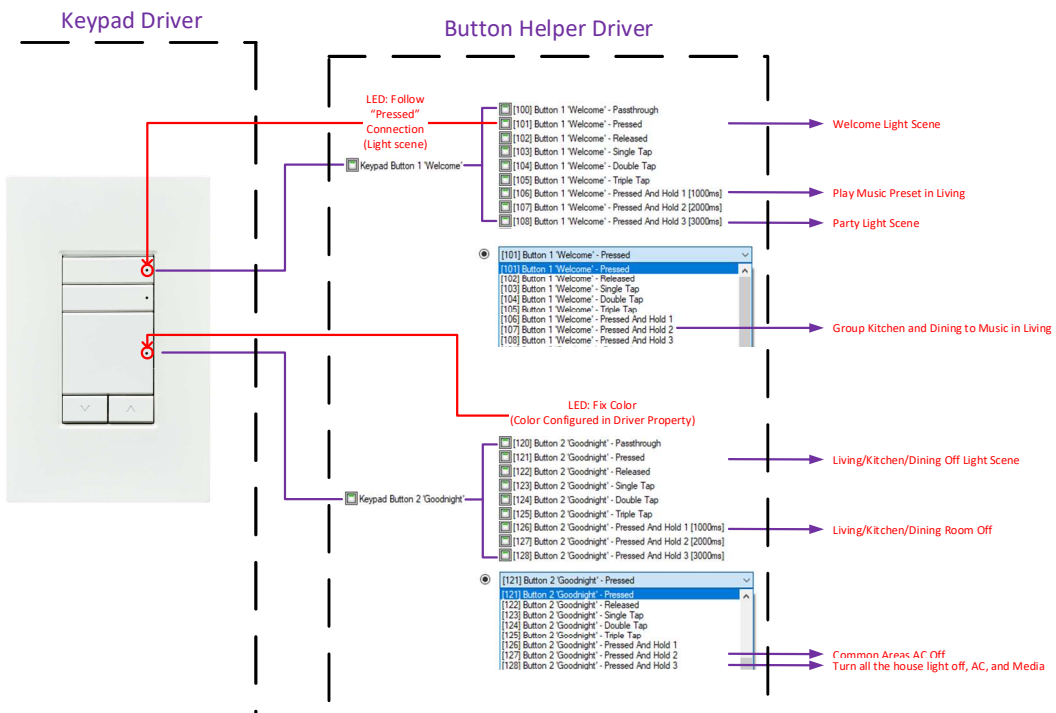 Keypad Driver
Button Helper Driver
LED: Follow
“Pressed”
Connection
(Light scene)
Keypad Button 1 'Welcome'
[100] Button 1 'Welcome' - Passthrough
[101] Button 1 'Welcome' - Pressed
[102] Button 1 'Welcome' - Released
[103] Button 1 'Welcome' - Single Tap
[104] Button 1 'Welcome' - Double Tap
[105] Button 1 'Welcome' - Triple Tap
[106] Button 1 'Welcome' - Pressed And Hold 1 [1000ms]
[107] Button 1 'Welcome' - Pressed And Hold 2 [2000ms]
[108] Button 1 'Welcome' - Pressed And Hold 3 [3000ms]
Welcome Light Scene
Play Music Preset in Living
Party Light Scene
[101] Button 1 'Welcome' - Pressed
[101] Button 1 'Welcome' - Pressed
[102] Button 1 'Welcome' - Released
[103] Button 1 'Welcome' - Single Tap
[104] Button 1 'Welcome' - Double Tap
[105] Button 1 'Welcome' - Triple Tap
[106] Button 1 'Welcome' - Pressed And Hold 1
[107] Button 1 'Welcome' - Pressed And Hold 2
[108] Button 1 'Welcome' - Pressed And Hold 3
Group Kitchen and Dining to Music in Living
LED: Fix Color
(Color Configured in Driver Property)
Keypad Button 2 'Goodnight'
[120] Button 2 'Goodnight' - Passthrough
[121] Button 2 'Goodnight' - Pressed
[122] Button 2 'Goodnight' - Released
[123] Button 2 'Goodnight' - Single Tap
[124] Button 2 'Goodnight' - Double Tap
[125] Button 2 'Goodnight' - Triple Tap
[126] Button 2 'Goodnight' - Pressed And Hold 1 [1000ms]
[127] Button 2 'Goodnight' - Pressed And Hold 2 [2000ms]
[128] Button 2 'Goodnight' - Pressed And Hold 3 [3000ms]
Living/Kitchen/Dining Off Light Scene
Living/Kitchen/Dining Room Off
[121] Button 2 'Goodnight' - Pressed
[121] Button 2 'Goodnight' - Pressed
[122] Button 2 'Goodnight' - Released
[123] Button 2 'Goodnight' - Single Tap
[124] Button 2 'Goodnight' - Double Tap
[125] Button 2 'Goodnight' - Triple Tap
[126] Button 2 'Goodnight' - Pressed And Hold 1
[127] Button 2 'Goodnight' - Pressed And Hold 2
[128] Button 2 'Goodnight' - Pressed And Hold 3
Common Areas AC Off
Turn all the house light off, AC, and Media